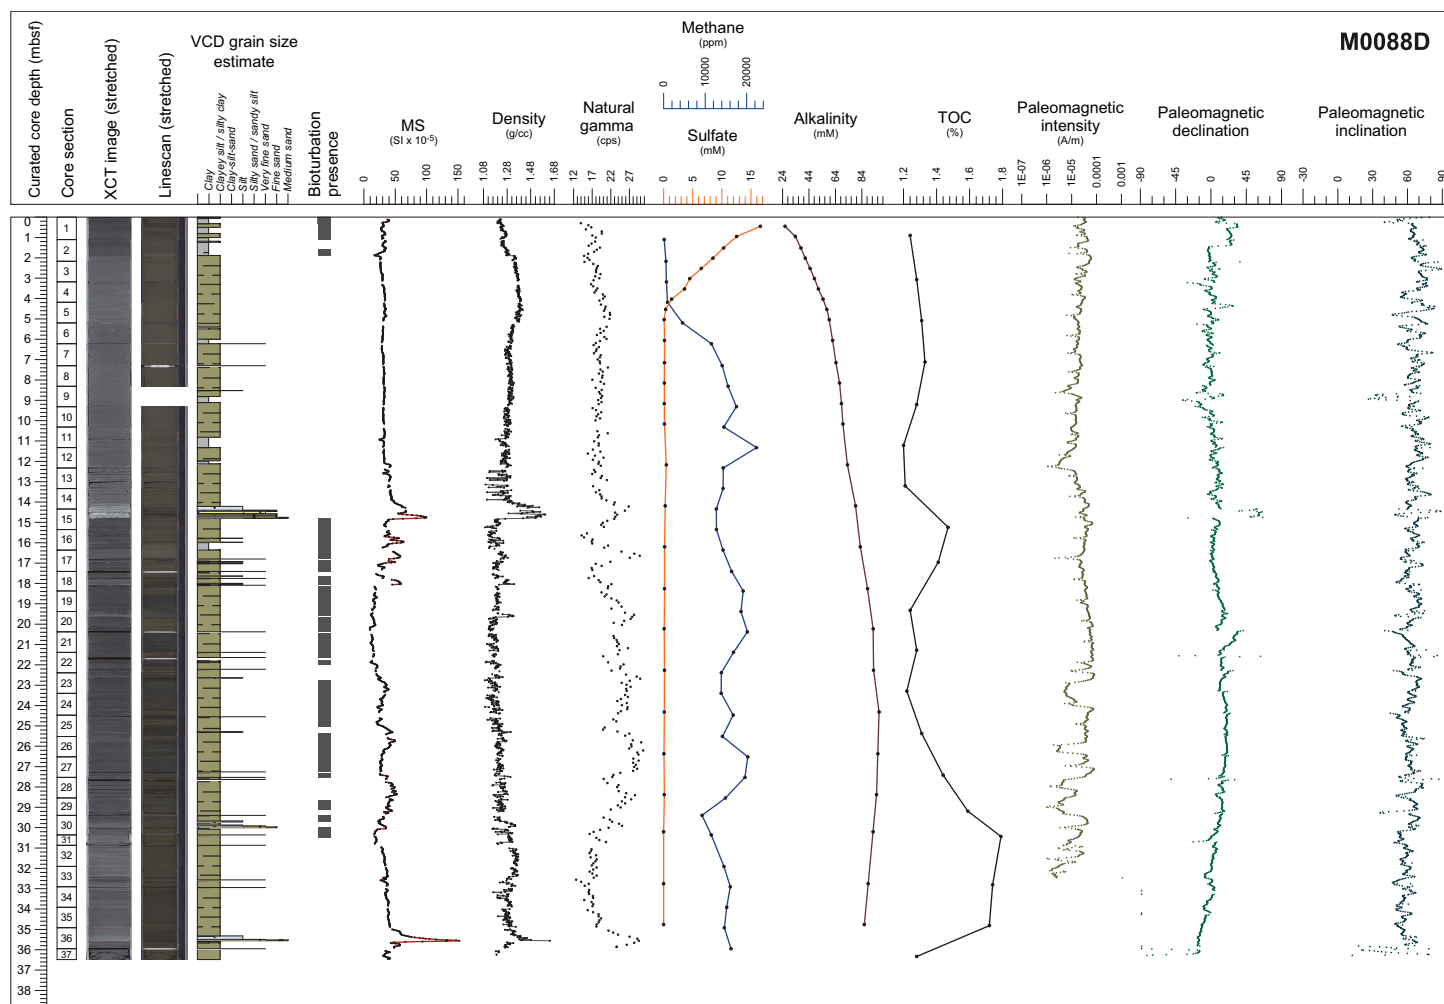 M0088D
Curated core depth (mbsf)
Core section
XCT image (stretched)
Linescan (stretched)
VCD grain size
estimate
Clay
Clayey silt / silty clay
Clay-silt-sand
Silt
Silty sand / sandy silt
Very fine sand
Fine sand
Medium sand
Bioturbation
presence
MS
(SI x 10-5)
0 50 100 150
Density
(g/cc)
1.08 1.28 1.48 1.68
Natural
gamma
(cps)
12 17 22 27
Methane
(ppm)
0 10000 20000
Sulfate
(mM)
0 5 10 15
Alkalinity
(mM)
24 44 64 84
TOC
(%)
1.2 1.4 1.6 1.8
Paleomagnetic
intensity
(A/m)
1E-07 1E-06 1E-05 0.0001 0.001
Paleomagnetic
declination
-90 -45 0 45 90
Paleomagnetic
inclination
-30 0 30 60 90
0
1
2
3
4
5
6
7
8
9
10
11
12
13
14
15
16
17
18
19
20
21
22
23
24
25
26
27
28
29
30
31
32
33
34
35
36
37
38
1
2
3
4
5
6
7
8
9
10
11
12
13
14
15
16
17
18
19
20
21
22
23
24
25
26
27
28
29
30
31
32
33
34
35
36
37